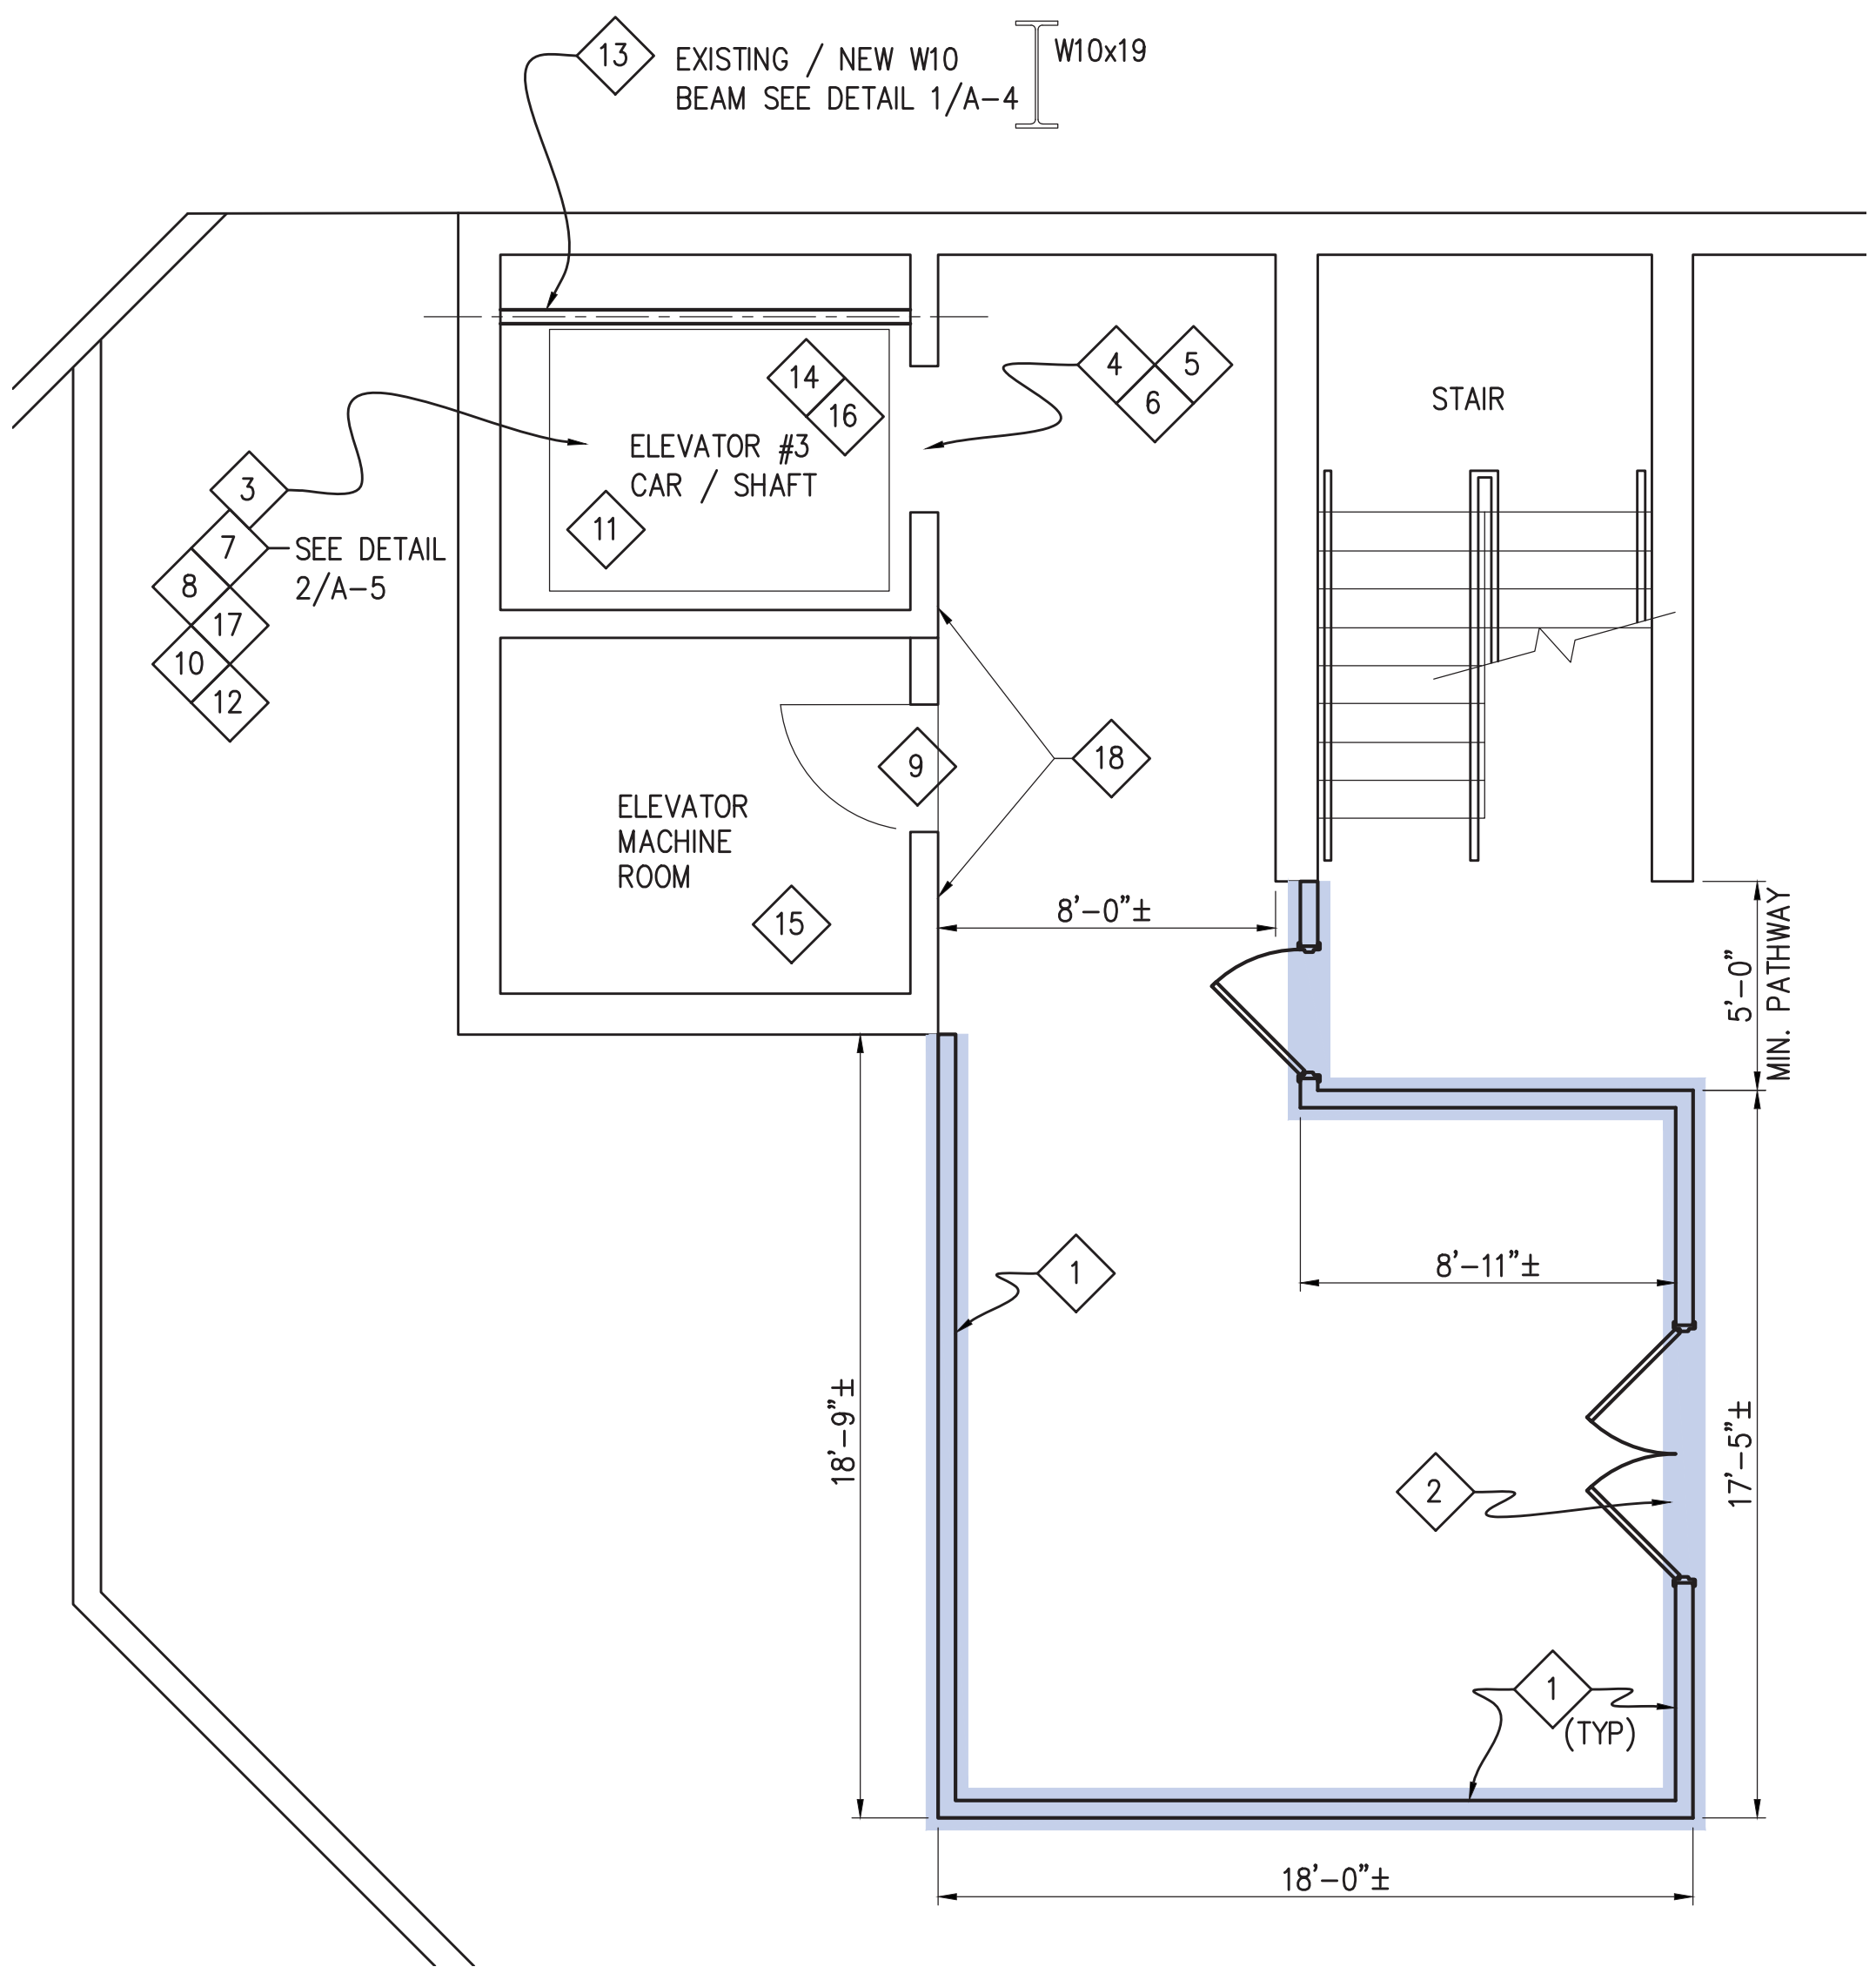 13
EXISTING / NEW W10
BEAM SEE DETAIL 1/A-4
W10x19
4
5
6
14
16
STAIR
ELEVATOR #3
CAR / SHAFT
3
11
7
SEE DETAIL
2/A-5
8
17
10
12
18
9
ELEVATOR
MACHINE
ROOM
15
8'-0"±
5'-0"
MIN. PATHWAY
1
8'-11"±
18'-9"±
17'-5"±
2
1
(TYP)
18'-0"±